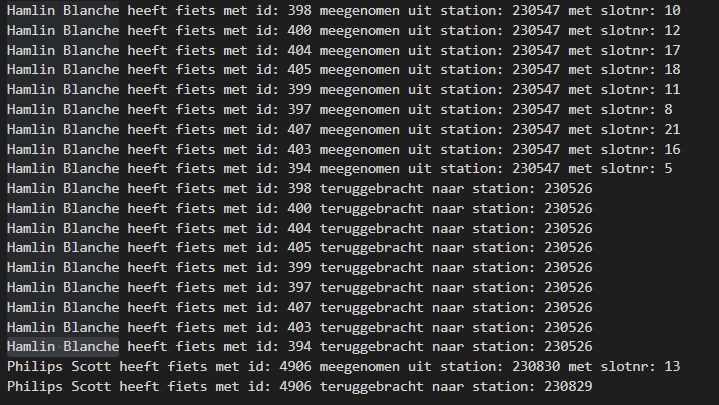 Hamlin Blanche heeft fiets met id: 398 meegenomen uit station: 230547 met slotnr: 10
Hamlin Blanche heeft fiets met id: 400 meegenomen uit station: 230547 met slotnr: 12
Hamlin Blanche heeft fiets met id: 404 meegenomen uit station: 230547 met slotnr: 17
Hamlin Blanche heeft fiets met id: 405 meegenomen uit station: 230547 met slotnr: 18
Hamlin Blanche heeft fiets met id: 399 meegenomen uit station: 230547 met slotnr: 11
Hamlin Blanche heeft fiets met id: 397 meegenomen uit station: 230547 met slotnr: 8
Hamlin Blanche heeft fiets met id: 407 meegenomen uit station: 230547 met slotnr: 21
Hamlin Blanche heeft fiets met id: 403 meegenomen uit station: 230547 met slotnr: 16
Hamlin Blanche heeft fiets met id: 394 meegenomen uit station: 230547 met slotnr: 5
Hamlin Blanche heeft fiets met id: 398 teruggebracht naar station: 230526
Hamlin Blanche heeft fiets met id: 400 teruggebracht naar station: 230526
Hamlin Blanche heeft fiets met id: 404 teruggebracht naar station: 230526
Hamlin Blanche heeft fiets met id: 405 teruggebracht naar station: 230526
Hamlin Blanche heeft fiets met id: 399 teruggebracht naar station: 230526
Hamlin Blanche heeft fiets met id: 397 teruggebracht naar station: 230526
Hamlin Blanche heeft fiets met id: 407 teruggebracht naar station: 230526
Hamlin Blanche heeft fiets met id: 403 teruggebracht naar station: 230526
Hamlin Blanche heeft fiets met id: 394 teruggebracht naar station: 230526
Philips Scott heeft fiets met id: 4906 meegenomen uit station: 230830 met slotnr: 13
Philips Scott heeft fiets met id: 4906 teruggebracht naar station: 230829